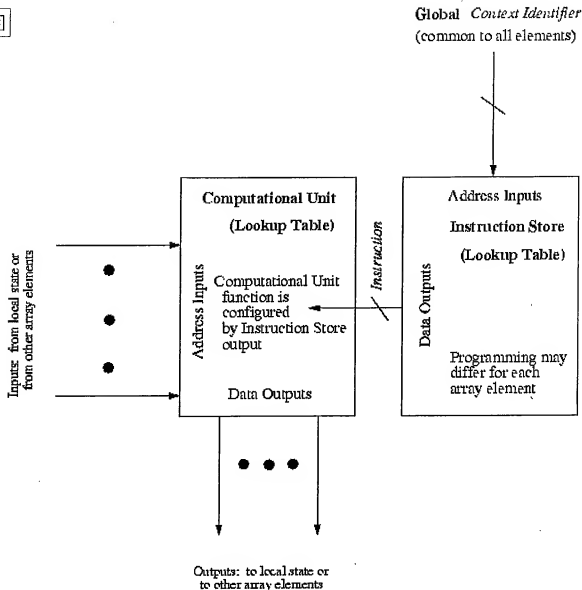 Global Context Identifier
(common to all elements)
Computational Unit
(Lookup Table)
Address Inputs
Computational Unit
function is
configured
by Instruction Store
output
Data Outputs
Instruction
Address Inputs
Instruction Store
(Lookup Table)
Data Outputs
Programming may
differ for each
array element
Inputs: from local state or
from other array elements
Outputs: to local state or
to other array elements